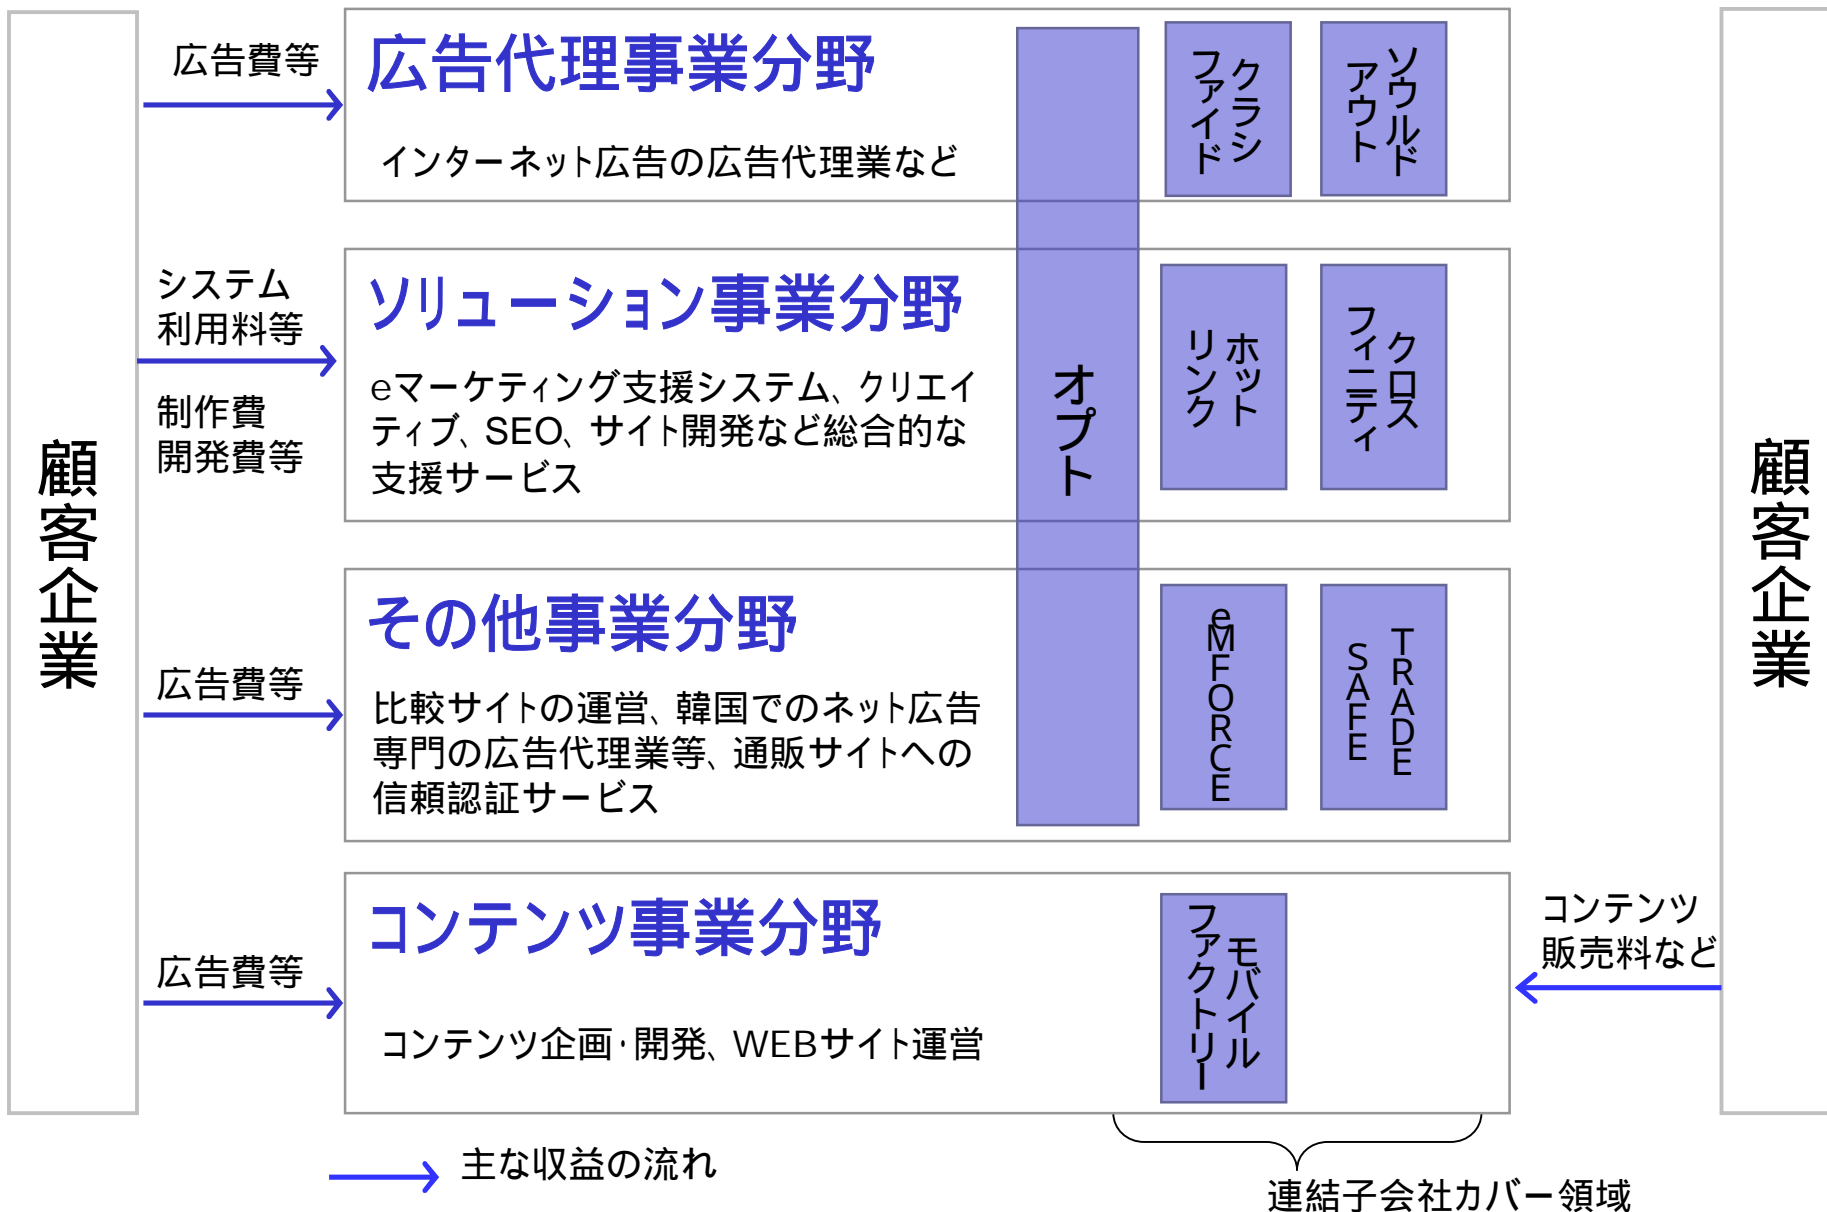 顧客企業
広告費等
広告代理事業分野
インターネット広告の広告代理業など
クラシ
ファイド
ソウルド
アウト
システム
利用料等
制作費
開発費等
ソリューション事業分野
eマーケティング支援システム、クリエイ
ティブ、SEO、サイト開発など総合的な
支援サービス
オプト
ホット
リンク
クロス
フィニティ
広告費等
その他事業分野
比較サイトの運営、韓国でのネット広告
専門の広告代理業等、通販サイトへの
信頼認証サービス
eMFORCE
TRADE
SAFE
広告費等
コンテンツ事業分野
コンテンツ企画・開発、WEBサイト運営
モバイル
ファクトリー
コンテンツ
販売料など
顧客企業
主な収益の流れ
連結子会社カバー領域